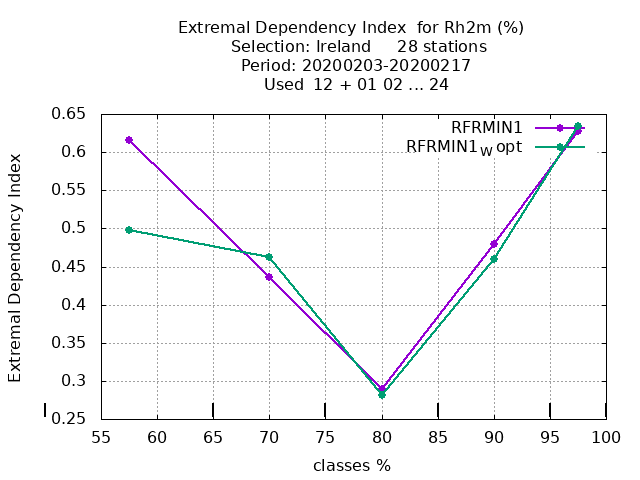 Extremal Dependency Index  for Rh2m (%)
Selection: Ireland     28 stations
Period: 20200203-20200217
Used  12 + 01 02 ... 24
RFRMIN1
RFRMIN1W opt
0.65
0.6
0.55
0.5
0.45
0.4
0.35
0.3
0.25
Extremal Dependency Index
55 60 65 70 75 80 85 90 95 100
classes %